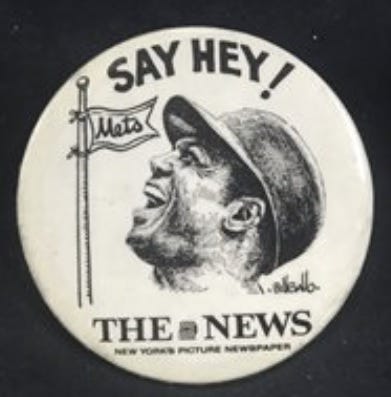 SAY HEY!
Mets
THE NEWS
NEW YORK'S PICTURE NEWSPAPER